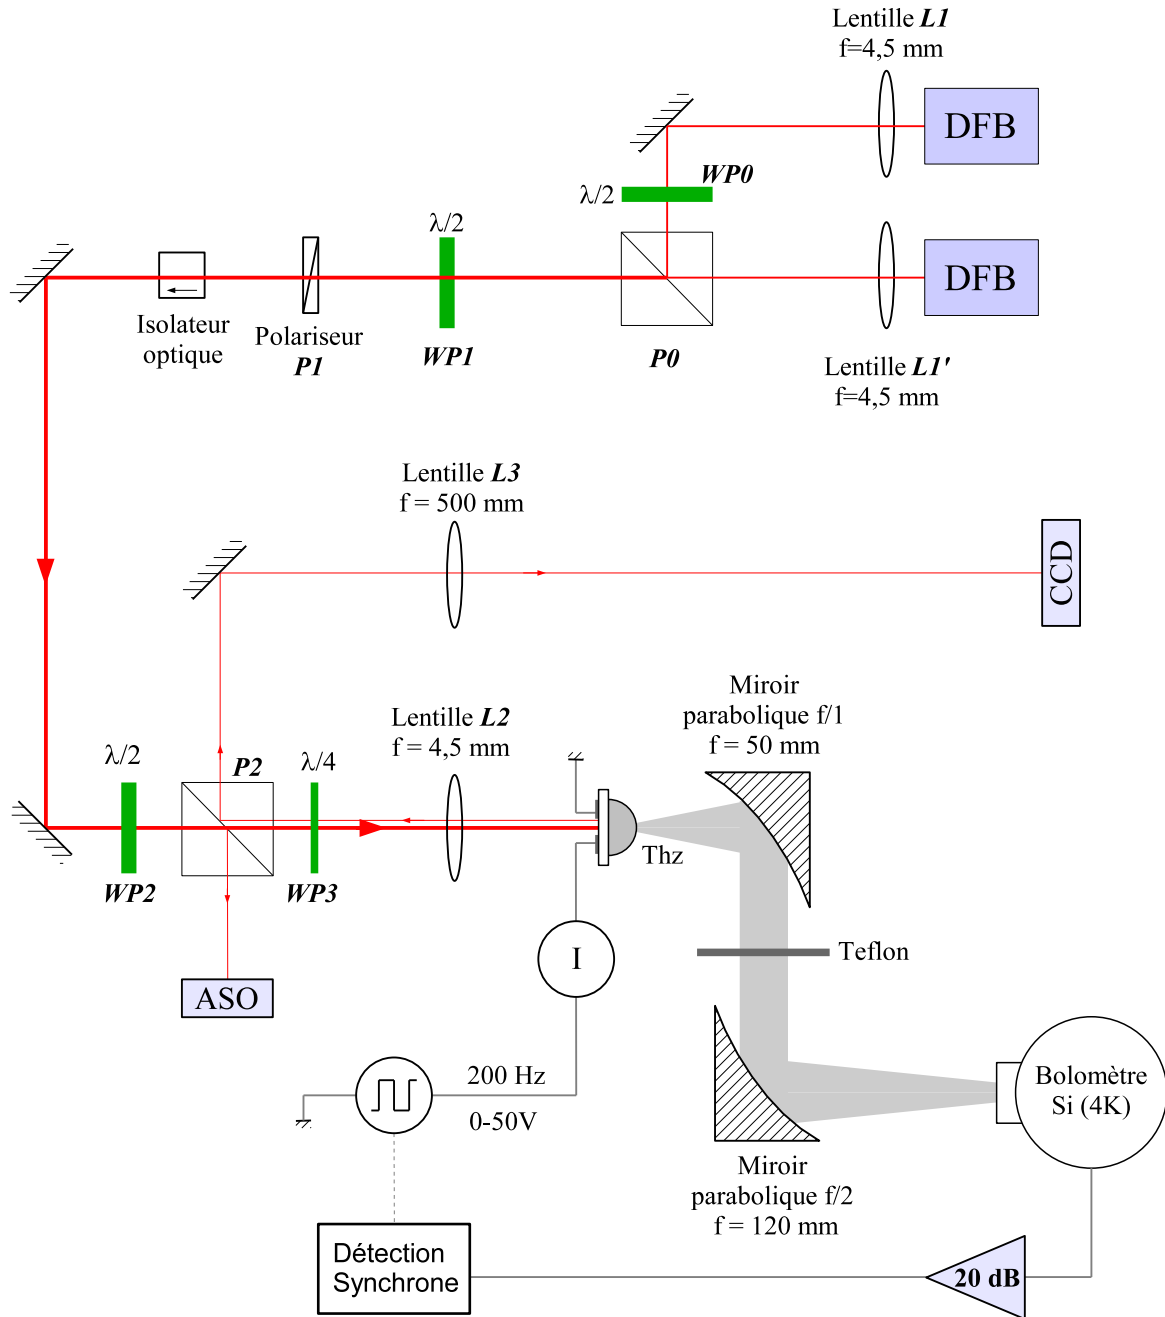 Lentille L1
f=4,5 mm
DFB
WP0
λ/2
λ/2
DFB
Isolateur
optique
Polariseur
P1
WP1
P0
Lentille L1'
f=4,5 mm
Lentille L3
f = 500 mm
CCD
Miroir
parabolique f/1
f = 50 mm
Lentille L2
f = 4,5 mm
λ/2
P2
λ/4
Thz
WP2
WP3
Teflon
I
ASO
200 Hz
0-50V
Bolomètre
Si (4K)
Miroir
parabolique f/2
f = 120 mm
Détection
Synchrone
20 dB